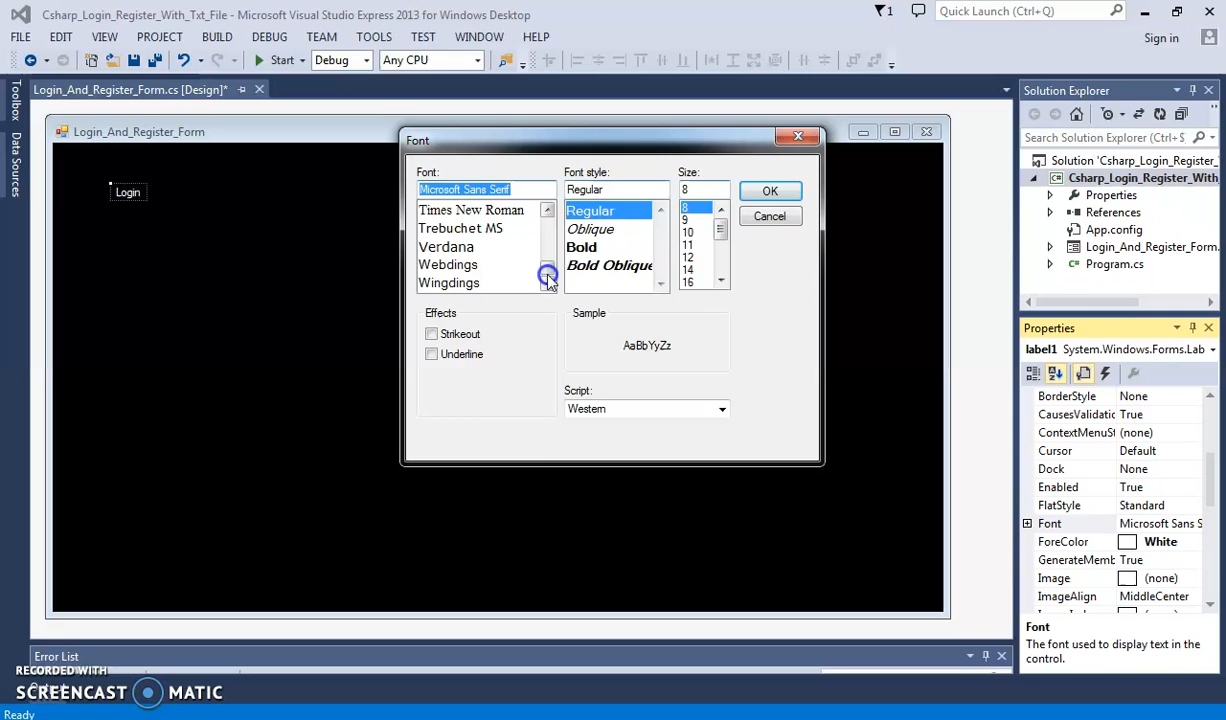 Csharp_Login_Register_With_Txt_File - Microsoft Visual Studio Express 2013 for Windows Desktop
1
Quick Launch (Ctrl+Q)
FILE EDIT VIEW PROJECT BUILD DEBUG TEAM TOOLS TEST WINDOW HELP
Sign in
Start Debug Any CPU
Toolbox
Data Sources
Login_And_Register_Form.cs [Design]*
Login_And_Register_Form
Login
Font
Font:
Font style:
Size:
Microsoft Sans Serif
Regular
8
OK
Cancel
Times New Roman
Trebuchet MS
Verdana
Webdings
Wingdings
Regular
Oblique
Bold
Bold Oblique
8
9
10
11
12
14
16
Effects
Strikeout
Underline
Sample
AaBbYyZz
Script:
Western
Solution Explorer
Search Solution Explorer (Ctrl+$)
Solution 'Csharp_Login_Register_
Csharp_Login_Register_With_
Properties
References
App.config
Login_And_Register_Form.
Program.cs
Properties
label1 System.Windows.Forms.Lab
BorderStyle None
CausesValidati True
ContextMenuSt (none)
Cursor Default
Dock None
Enabled True
FlatStyle Standard
Font Microsoft Sans S
ForeColor White
GenerateMemb True
Image (none)
ImageAlign MiddleCenter
Font
The font used to display text in the
control.
Error List
RECORDED WITH
SCREENCAST MATIC
Ready